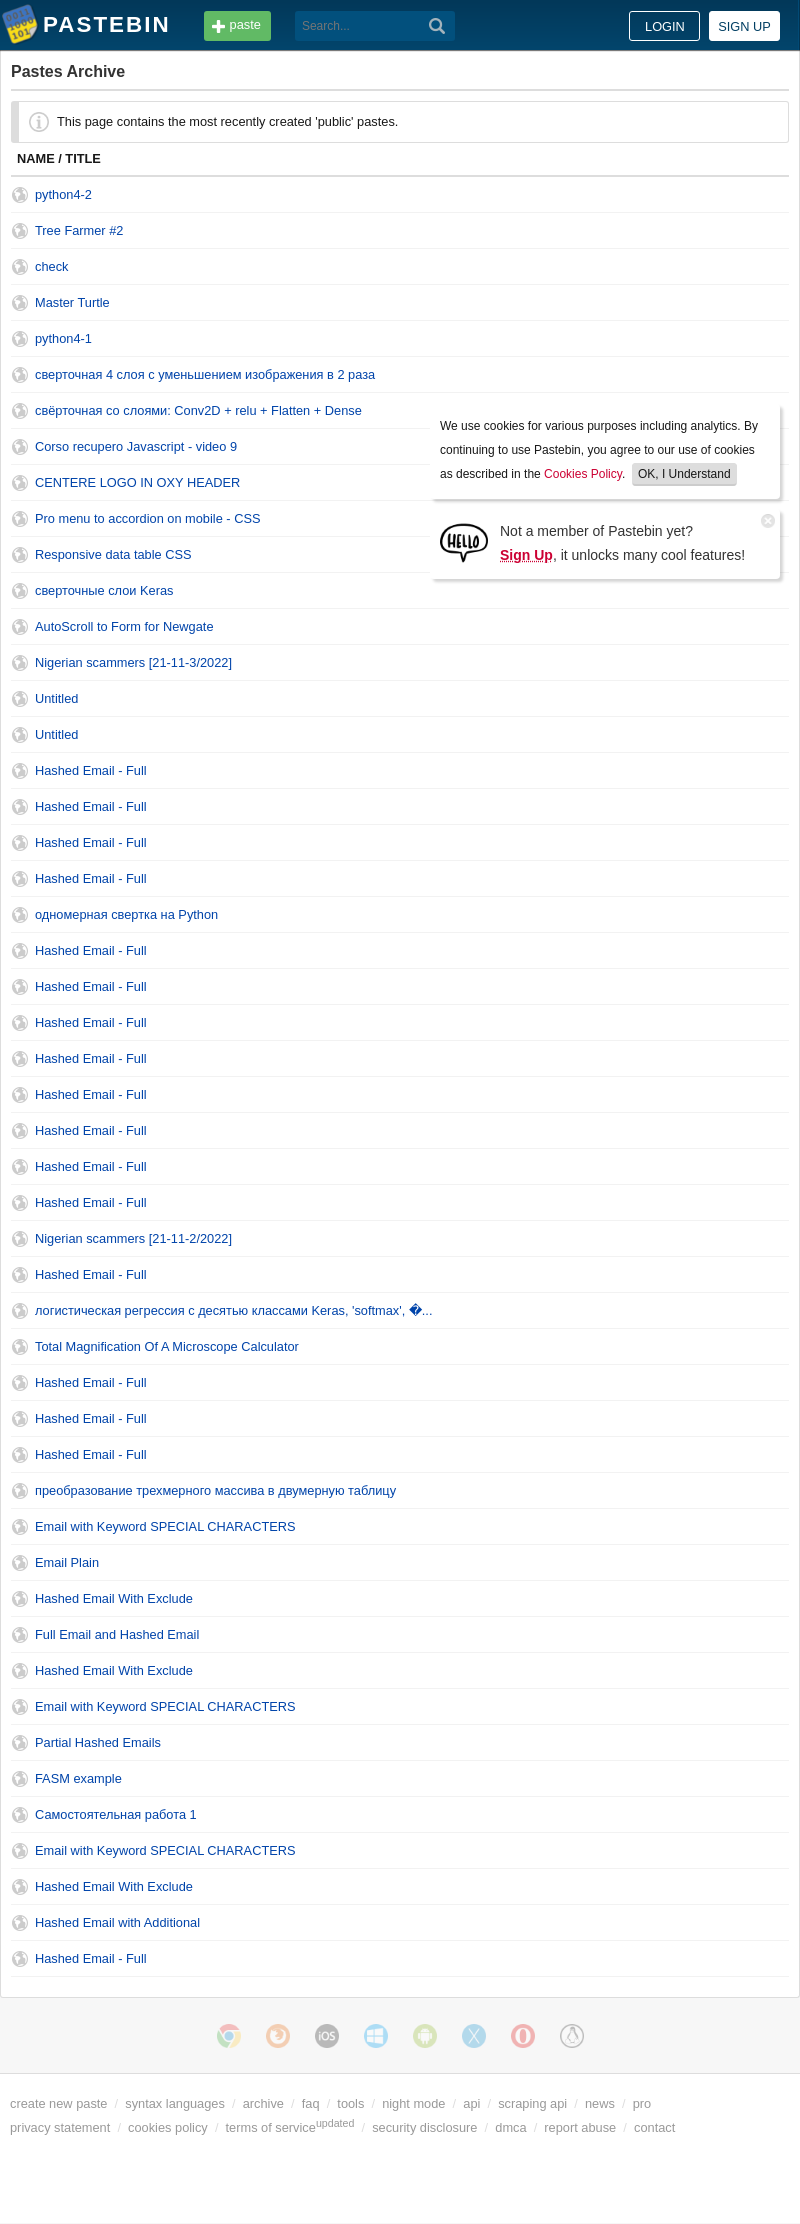 PASTEBIN
paste
Search...
LOGIN
SIGN UP
Pastes Archive
This page contains the most recently created 'public' pastes.
NAME / TITLE
python4-2
Tree Farmer #2
check
Master Turtle
python4-1
сверточная 4 слоя с уменьшением изображения в 2 раза
свёрточная со слоями: Conv2D + relu + Flatten + Dense
Corso recupero Javascript - video 9
CENTERE LOGO IN OXY HEADER
Pro menu to accordion on mobile - CSS
Responsive data table CSS
сверточные слои Keras
We use cookies for various purposes including analytics. By
continuing to use Pastebin, you agree to our use of cookies
as described in the Cookies Policy. OK, I Understand
HELLO
Not a member of Pastebin yet?
Sign Up, it unlocks many cool features!
AutoScroll to Form for Newgate
Nigerian scammers [21-11-3/2022]
Untitled
Untitled
Hashed Email - Full
Hashed Email - Full
Hashed Email - Full
Hashed Email - Full
одномерная свертка на Python
Hashed Email - Full
Hashed Email - Full
Hashed Email - Full
Hashed Email - Full
Hashed Email - Full
Hashed Email - Full
Hashed Email - Full
Hashed Email - Full
Nigerian scammers [21-11-2/2022]
Hashed Email - Full
логистическая регрессия с десятью классами Keras, 'softmax', �...
Total Magnification Of A Microscope Calculator
Hashed Email - Full
Hashed Email - Full
Hashed Email - Full
преобразование трехмерного массива в двумерную таблицу
Email with Keyword SPECIAL CHARACTERS
Email Plain
Hashed Email With Exclude
Full Email and Hashed Email
Hashed Email With Exclude
Email with Keyword SPECIAL CHARACTERS
Partial Hashed Emails
FASM example
Самостоятельная работа 1
Email with Keyword SPECIAL CHARACTERS
Hashed Email With Exclude
Hashed Email with Additional
Hashed Email - Full
iOS
create new paste / syntax languages / archive / faq / tools / night mode / api / scraping api / news / pro
privacy statement / cookies policy / terms of service updated / security disclosure / dmca / report abuse / contact